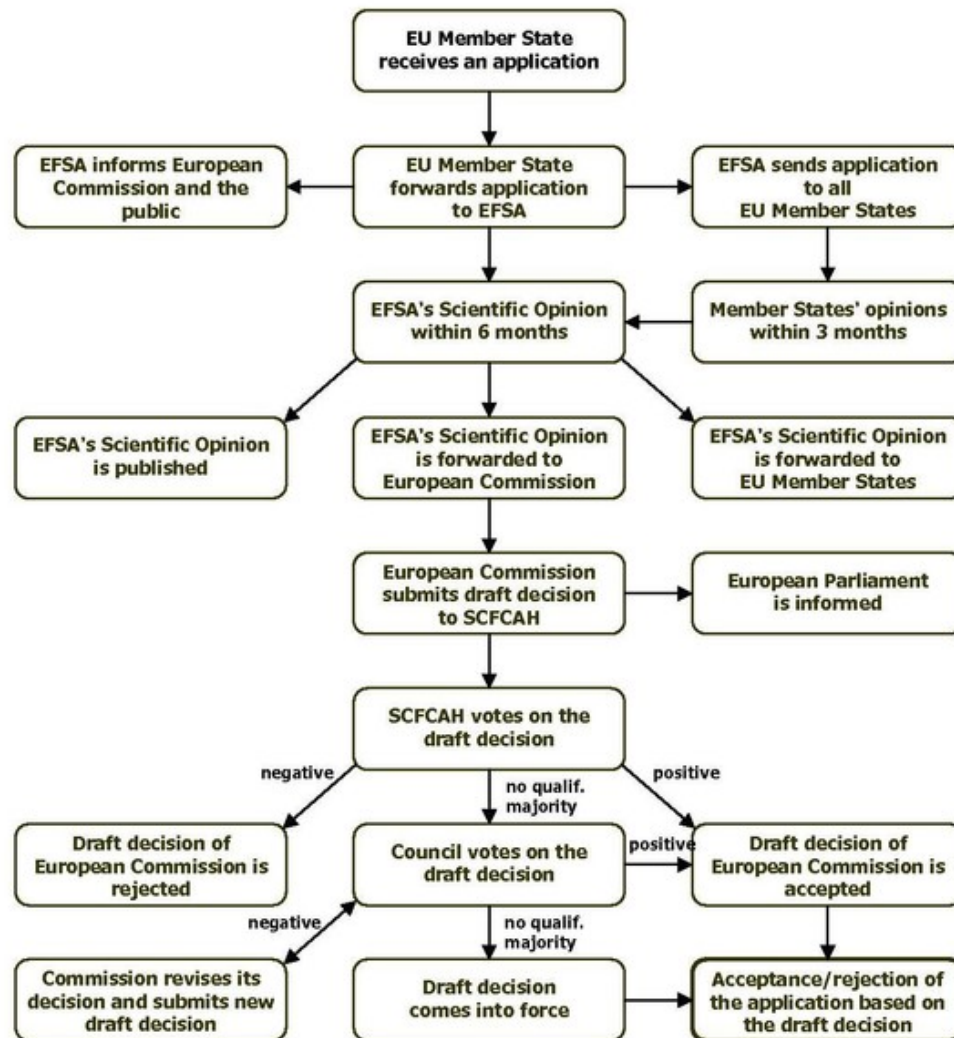 EU Member State
receives an application
EFSA informs European
Commission and the
public
EU Member State
forwards application
to EFSA
EFSA sends application
to all
EU Member States
EFSA's Scientific Opinion
within 6 months
Member States' opinions
within 3 months
EFSA's Scientific Opinion
is published
EFSA's Scientific Opinion
is forwarded to
European Commission
EFSA's Scientific Opinion
is forwarded to
EU Member States
European Commission
submits draft decision
to SCFCAH
European Parliament
is informed
SCFCAH votes on the
draft decision
negative
no qualif.
majority
positive
Draft decision of
European Commission is
rejected
Council votes on the
draft decision
positive
Draft decision of
European Commission is
accepted
negative
no qualif.
majority
Commission revises its
decision and submits new
draft decision
Draft decision
comes into force
Acceptance/rejection of
the application based on
the draft decision